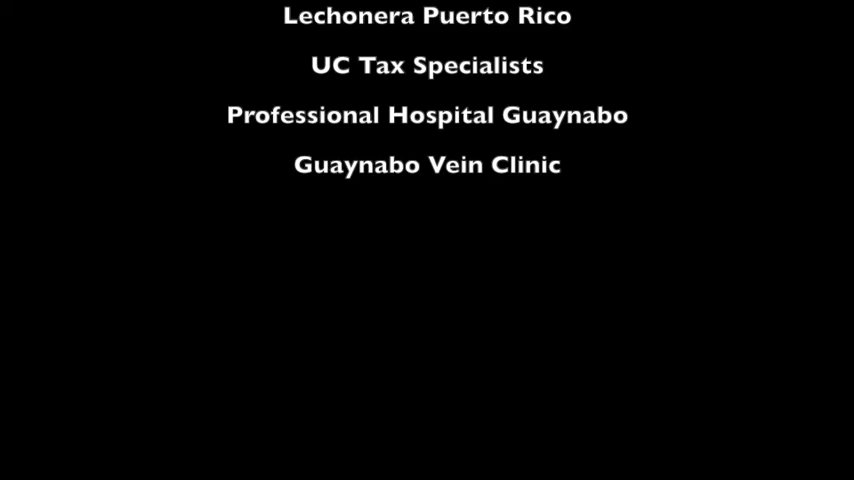 Lechonera Puerto Rico
UC Tax Specialists
Professional Hospital Guaynabo
Guaynabo Vein Clinic